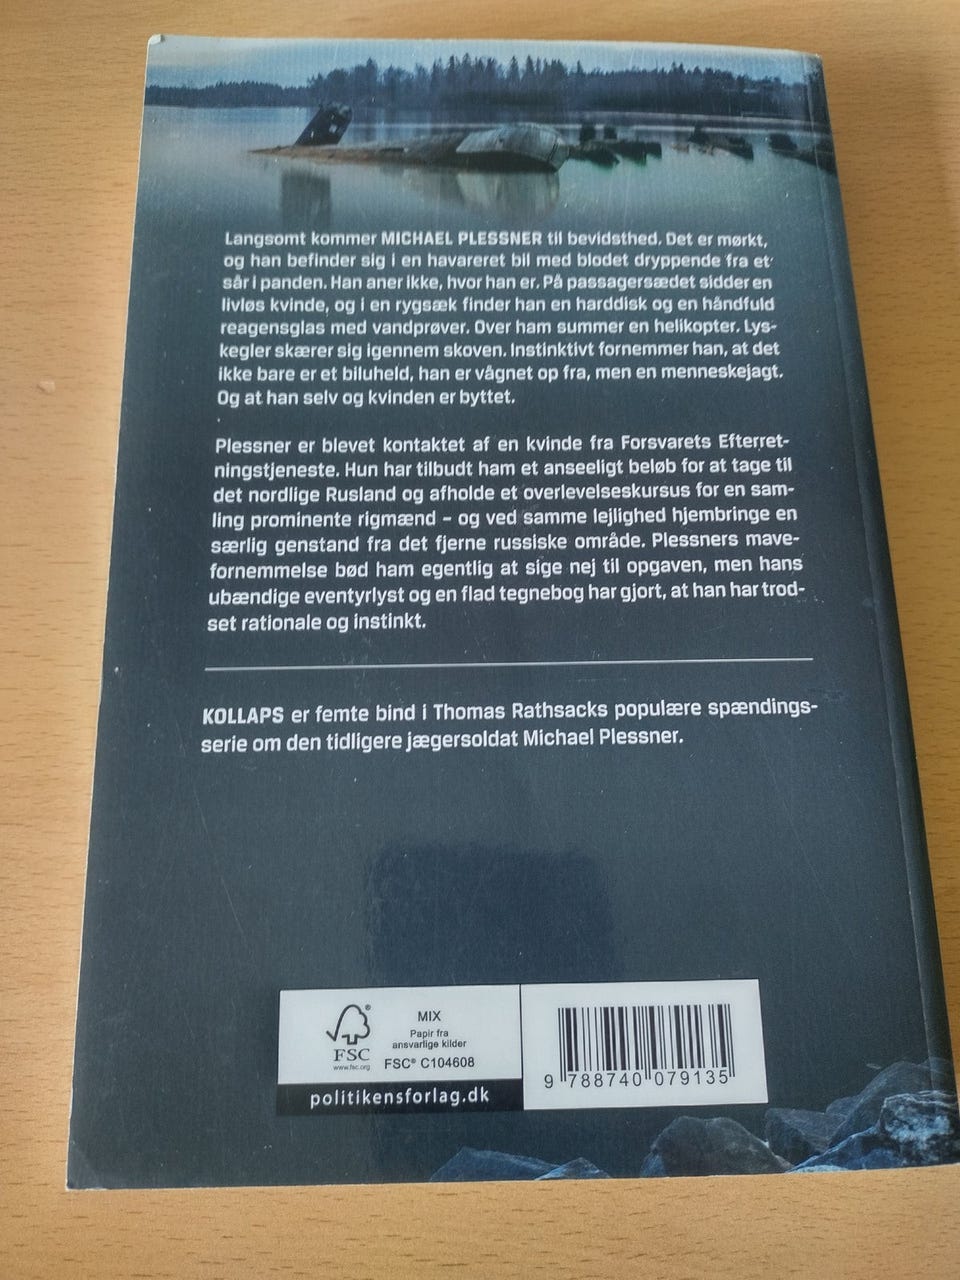 Langsomt kommer MICHAEL PLESSNER til bevidsthed. Det er mørkt,
og han befinder sig i en havareret bil med blodet dryppende fra et
sår i panden. Han aner ikke, hvor han er. På passagersædet sidder en
livløs kvinde, og i en rygsæk finder han en harddisk og en håndfuld
reagensglas med vandprøver. Over ham summer en helikopter. Lys-
kegler skærer sig igennem skoven. Instinktivt fornemmer han, at det
ikke bare er et biluheld, han er vågnet op fra, men en menneskejagt.
Og at han selv og kvinden er byttet.
Plessner er blevet kontaktet af en kvinde fra Forsvarets Efterret-
ningstjeneste. Hun har tilbudt ham et anseeligt beløb for at tage til
det nordlige Rusland og afholde et overlevelseskursus for en sam-
ling prominente rigmænd – og ved samme lejlighed hjembringe en
særlig genstand fra det fjerne russiske område. Plessners mave-
fornemmelse bød ham egentlig at sige nej til opgaven, men hans
ubændige eventyrlyst og en flad tegnebog har gjort, at han har trod-
set rationale og instinkt.
KOLLAPS er femte bind i Thomas Rathsacks populære spændings-
serie om den tidligere jægersoldat Michael Plessner.
FSC®
www.fsc.org
MIX
Papir fra
ansvarlige kilder
FSC® C104608
politikensforlag.dk
9 788740 079135